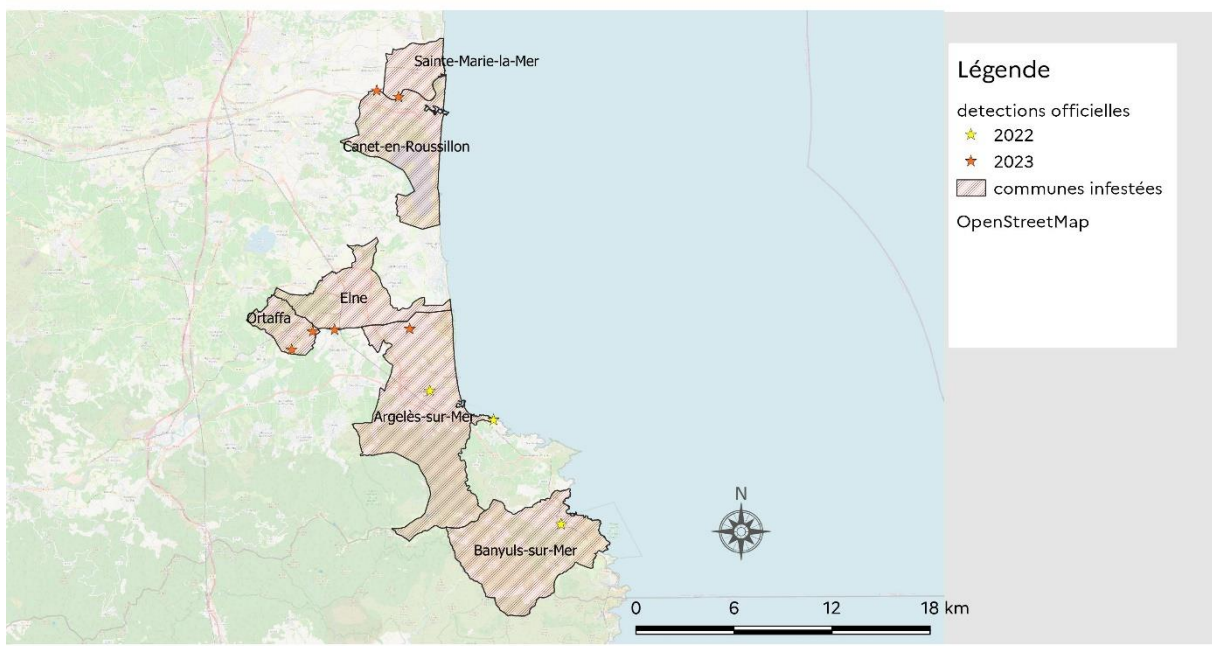 Sainte-Marie-la-Mer
Canet-en-Roussillon
Elne
Ortaffa
Argelès-sur-Mer
Banyuls-sur-Mer
N
0 6 12 18 km
Légende
detections officielles
2022
2023
communes infestées
OpenStreetMap